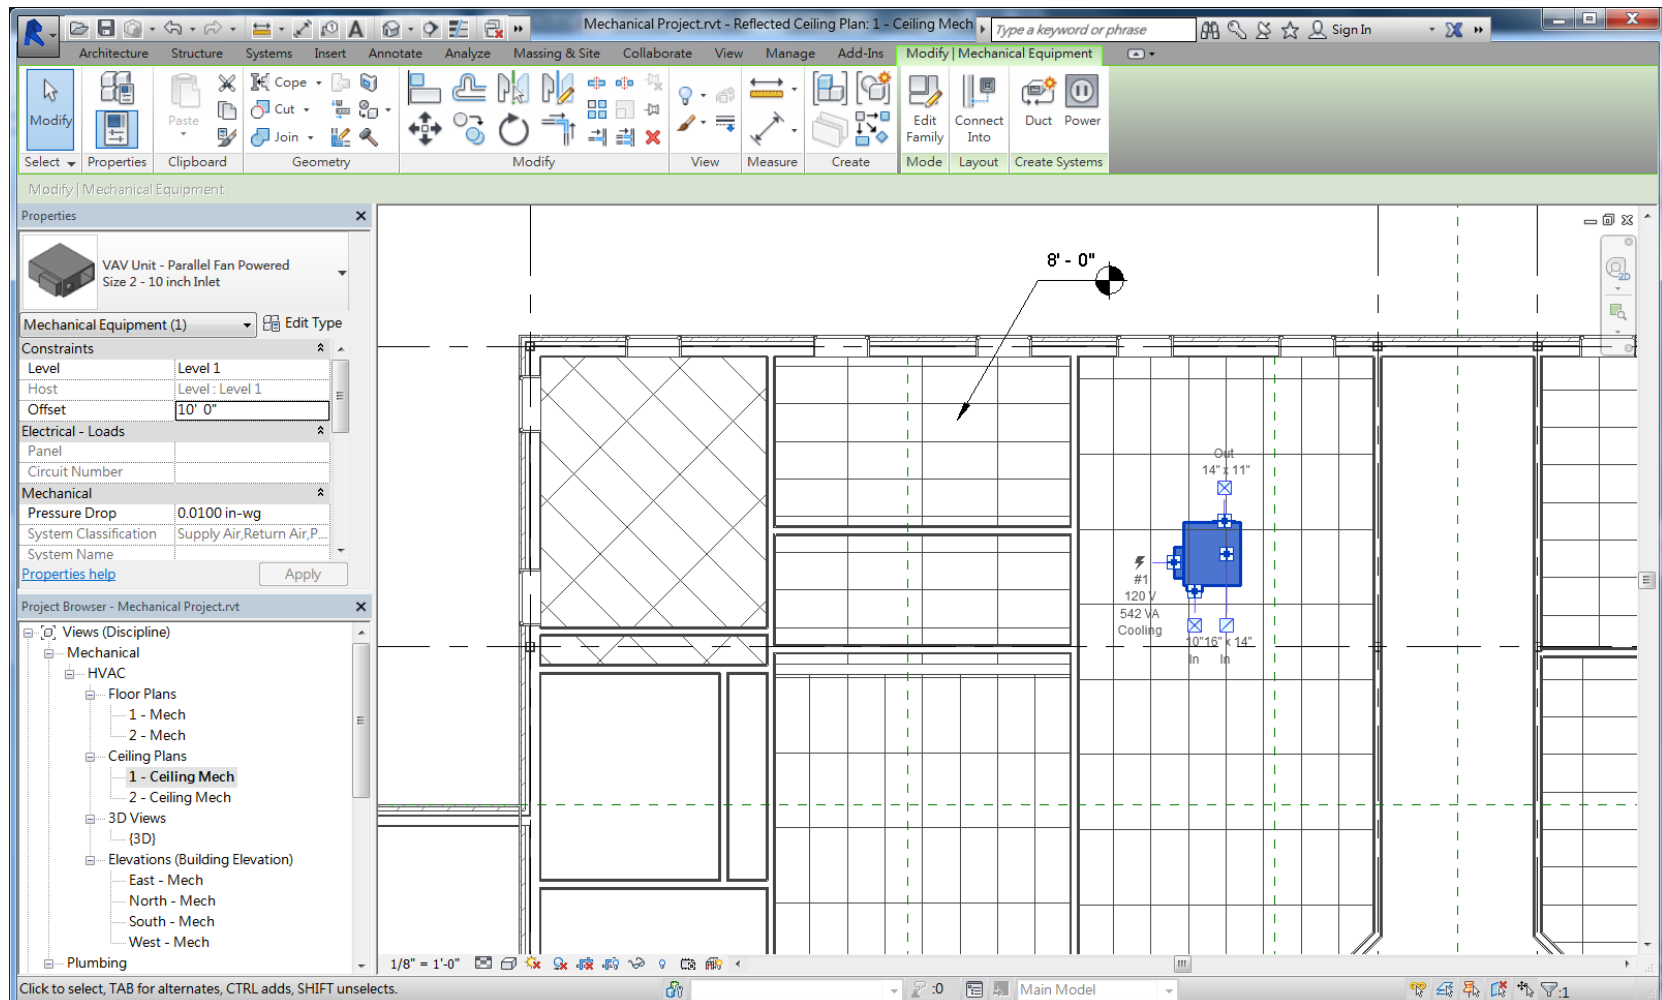 Mechanical Project.rvt - Reflected Ceiling Plan: 1 - Ceiling Mech
Type a keyword or phrase
Sign In
Architecture Structure Systems Insert Annotate Analyze Massing & Site Collaborate View Manage Add-Ins Modify | Mechanical Equipment
Modify
Paste
Cope
Cut
Join
Edit Family
Connect Into
Duct
Power
Select Properties Clipboard Geometry Modify View Measure Create Mode Layout Create Systems
Modify | Mechanical Equipment
Properties
VAV Unit - Parallel Fan Powered
Size 2 - 10 inch Inlet
Mechanical Equipment (1) Edit Type
Constraints
Level Level 1
Host Level : Level 1
Offset 10' 0"
Electrical - Loads
Panel
Circuit Number
Mechanical
Pressure Drop 0.0100 in-wg
System Classification Supply Air,Return Air,P...
System Name
Properties help Apply
Project Browser - Mechanical Project.rvt
Views (Discipline)
Mechanical
HVAC
Floor Plans
1 - Mech
2 - Mech
Ceiling Plans
1 - Ceiling Mech
2 - Ceiling Mech
3D Views
{3D}
Elevations (Building Elevation)
East - Mech
North - Mech
South - Mech
West - Mech
Plumbing
2D
8' - 0"
Out
14" x 11"
#1
120 V
542 VA
Cooling
10"16" x 14"
In In
1/8" = 1'-0"
Click to select, TAB for alternates, CTRL adds, SHIFT unselects.
:0
Main Model
:1